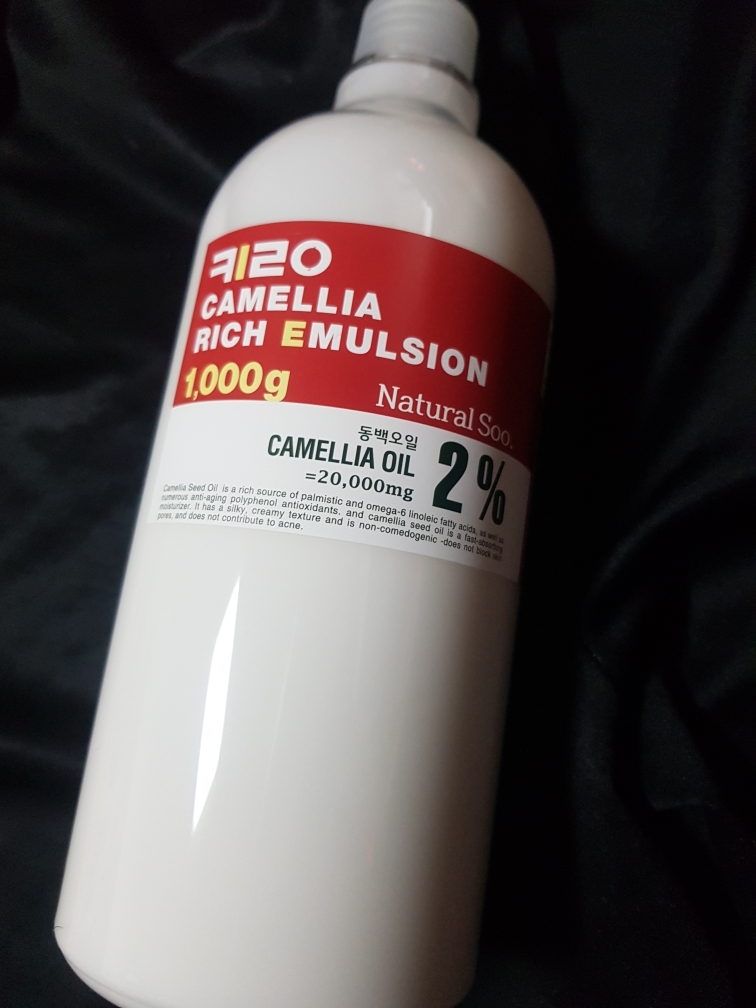 키로
CAMELLIA
RICH EMULSION
1,000g
Natural Soo.
동백오일
CAMELLIA OIL
=20,000mg
2%
Camellia Seed Oil is a rich source of palmistic and omega-6 linoleic fatty acids, as well as
numerous anti-aging polyphenol antioxidants. and camellia seed oil is a fast-absorbing
moisturizer. It has a silky, creamy texture and is non-comedogenic -does not block skin
pores, and does not contribute to acne.